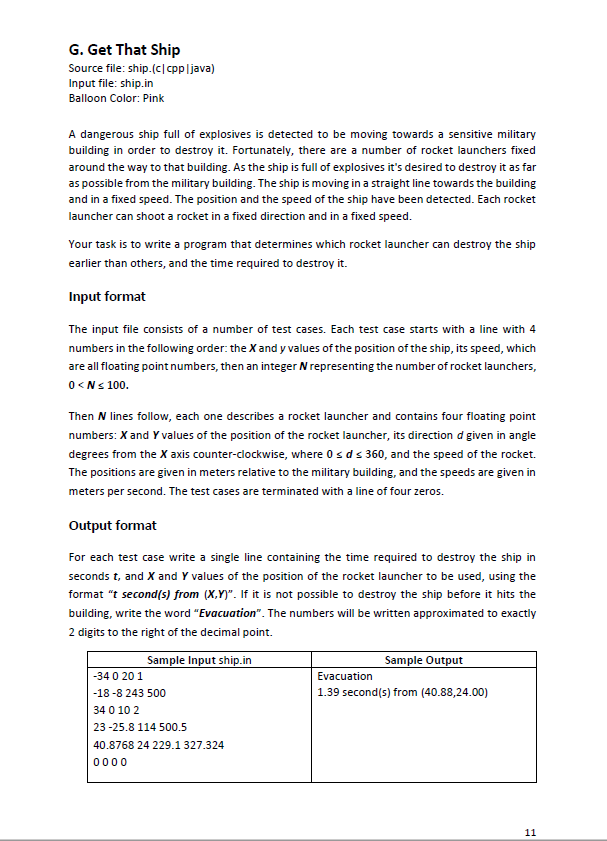 G. Get That Ship
Source file: ship.(c|cpp|java)
Input file: ship.in
Balloon Color: Pink
A dangerous ship full of explosives is detected to be moving towards a sensitive military
building in order to destroy it. Fortunately, there are a number of rocket launchers fixed
around the way to that building. As the ship is full of explosives it's desired to destroy it as far
as possible from the military building. The ship is moving in a straight line towards the building
and in a fixed speed. The position and the speed of the ship have been detected. Each rocket
launcher can shoot a rocket in a fixed direction and in a fixed speed.
Your task is to write a program that determines which rocket launcher can destroy the ship
earlier than others, and the time required to destroy it.
Input format
The input file consists of a number of test cases. Each test case starts with a line with 4
numbers in the following order: the X and y values of the position of the ship, its speed, which
are all floating point numbers, then an integer N representing the number of rocket launchers,
0 < N ≤ 100.
Then N lines follow, each one describes a rocket launcher and contains four floating point
numbers: X and Y values of the position of the rocket launcher, its direction d given in angle
degrees from the X axis counter-clockwise, where 0 ≤ d ≤ 360, and the speed of the rocket.
The positions are given in meters relative to the military building, and the speeds are given in
meters per second. The test cases are terminated with a line of four zeros.
Output format
For each test case write a single line containing the time required to destroy the ship in
seconds t, and X and Y values of the position of the rocket launcher to be used, using the
format “t second(s) from (X,Y)”. If it is not possible to destroy the ship before it hits the
building, write the word “Evacuation”. The numbers will be written approximated to exactly
2 digits to the right of the decimal point.
Sample Input ship.in
-34 0 20 1
-18 -8 243 500
34 0 10 2
23 -25.8 114 500.5
40.8768 24 229.1 327.324
0 0 0 0
Sample Output
Evacuation
1.39 second(s) from (40.88,24.00)
11